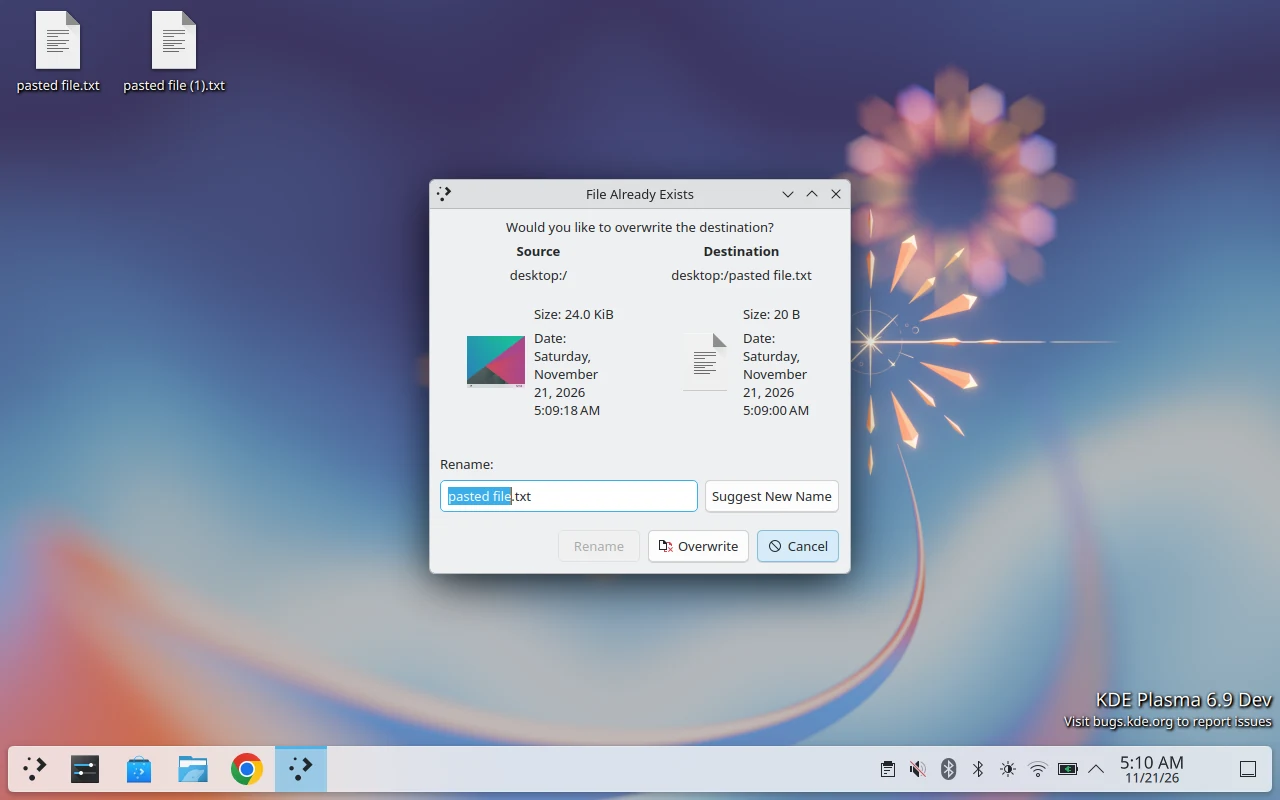 pasted file.txt
pasted file (1).txt
File Already Exists
Would you like to overwrite the destination?
Source
Destination
desktop:/
desktop:/pasted file.txt
Size: 24.0 KiB
Date:
Saturday,
November
21, 2026
5:09:18 AM
Size: 20 B
Date:
Saturday,
November
21, 2026
5:09:00 AM
Rename:
pasted file.txt
Suggest New Name
Rename
Overwrite
Cancel
KDE Plasma 6.9 Dev
Visit bugs.kde.org to report issues
5:10 AM
11/21/26